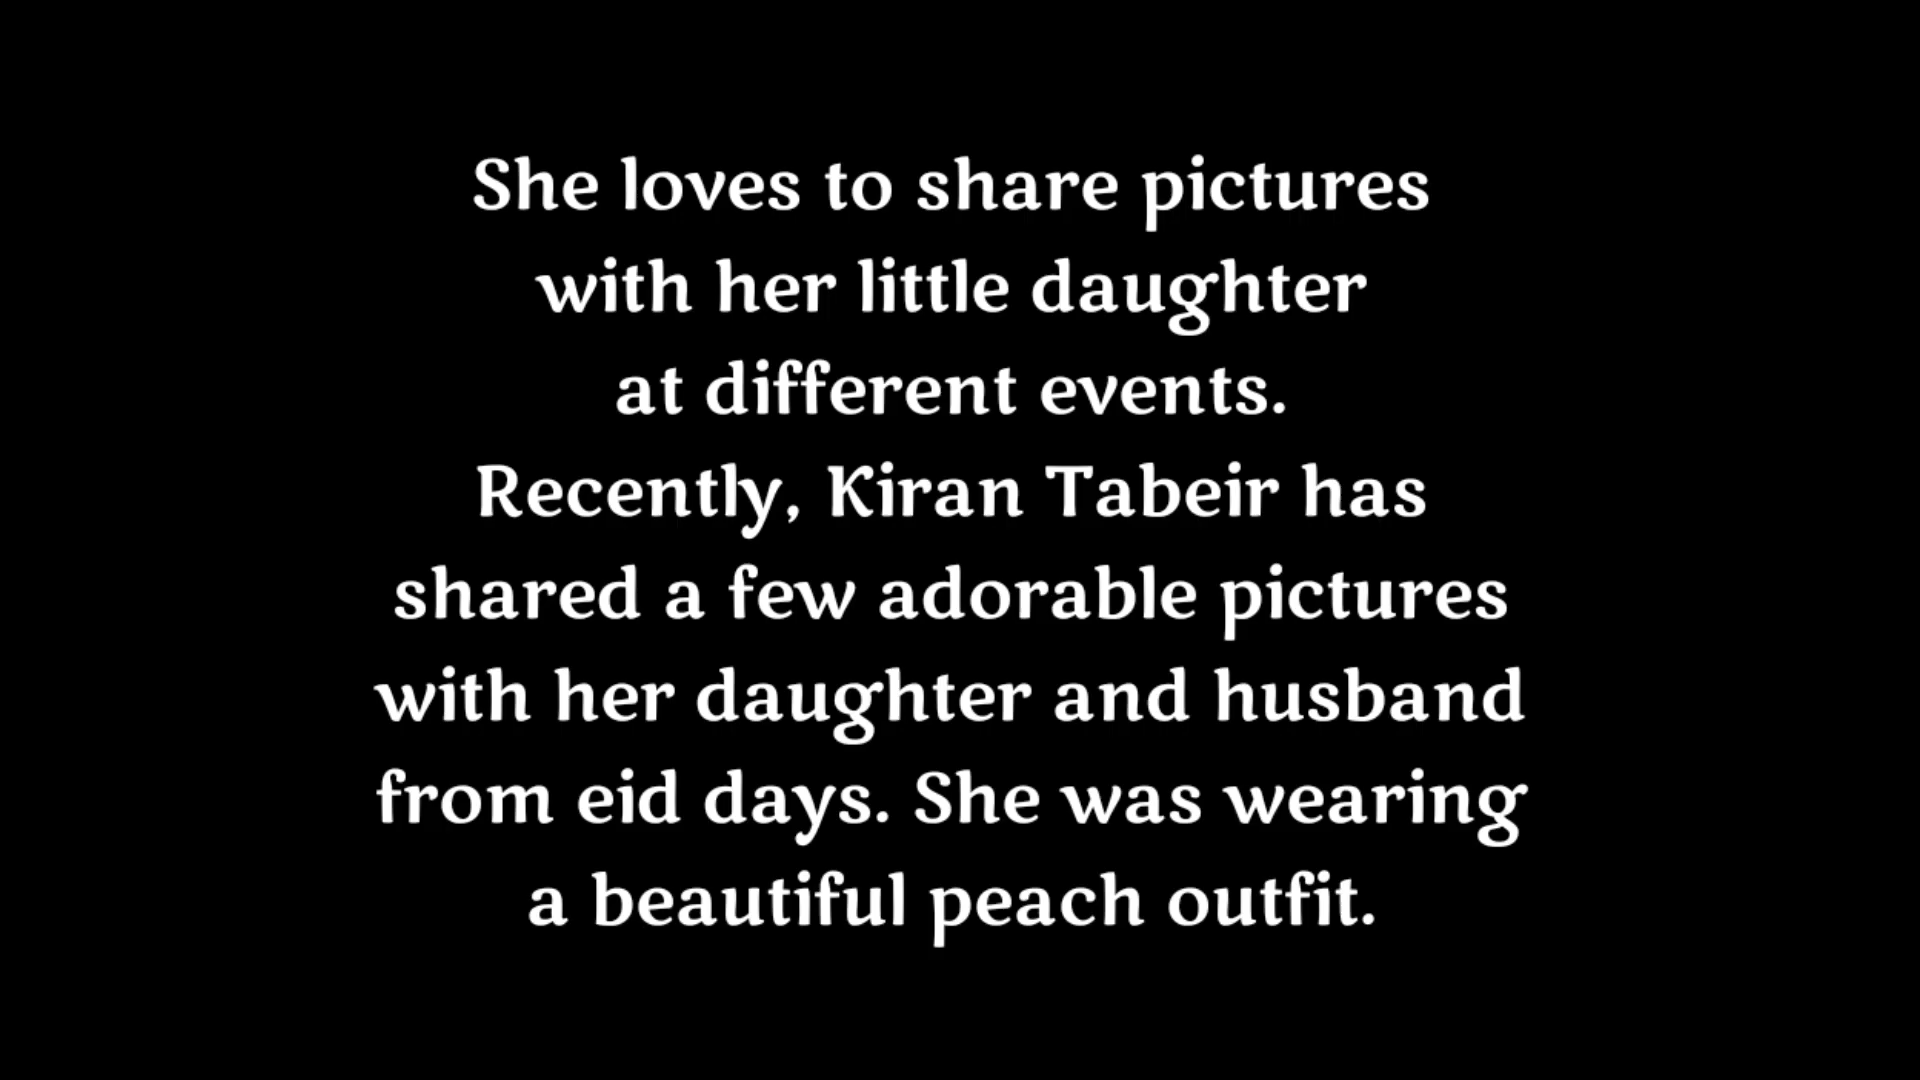 She loves to share pictures
with her little daughter
at different events.
Recently, Kiran Tabeir has
shared a few adorable pictures
with her daughter and husband
from eid days. She was wearing
a beautiful peach outfit.